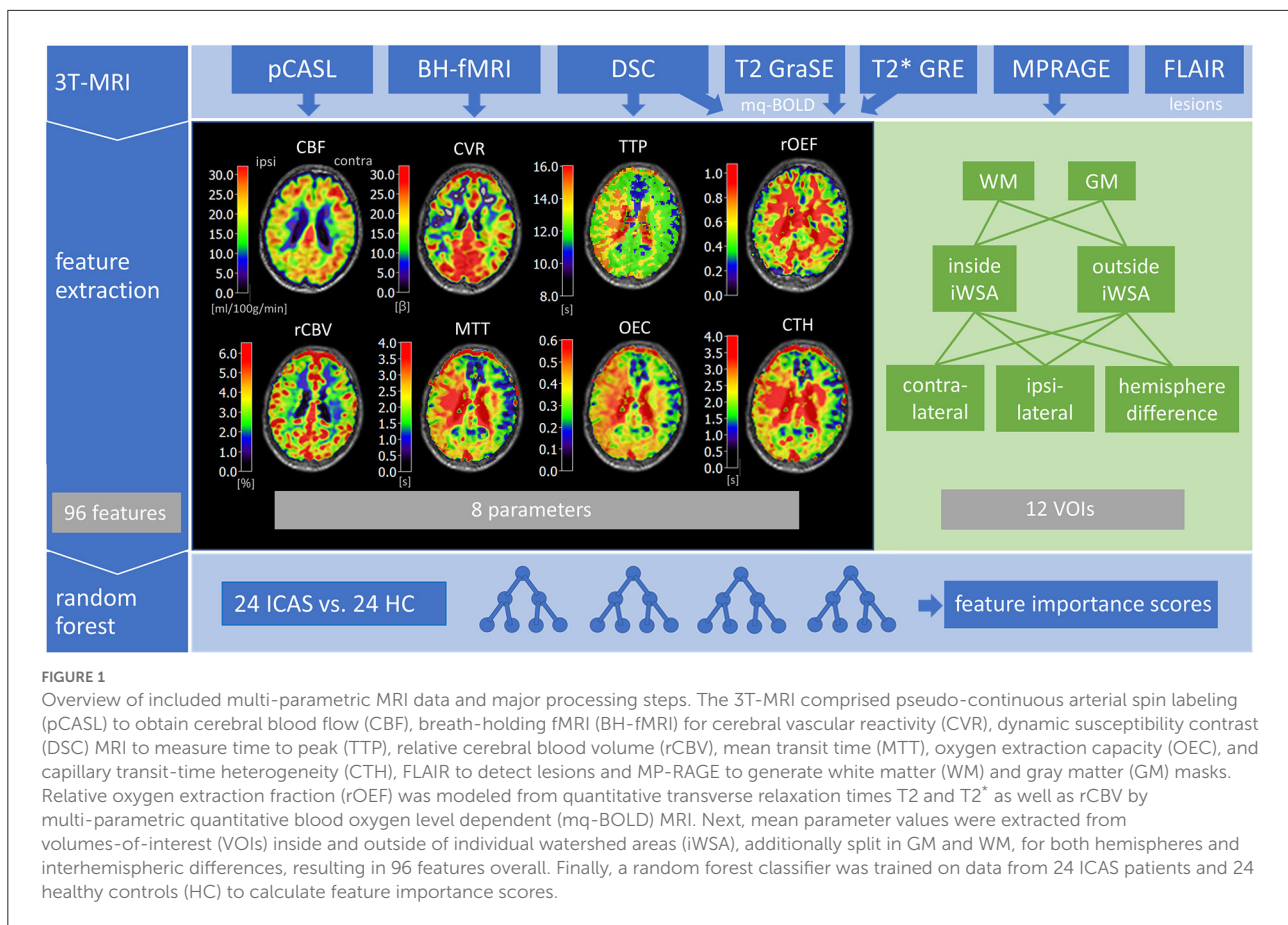 3T-MRI
pCASL
BH-fMRI
DSC
T2 GraSE
T2* GRE
MPRAGE
FLAIR
mq-BOLD
lesions
feature
extraction
96 features
CBF
ipsi
contra
30.0
25.0
20.0
15.0
10.0
5.0
0.0
[ml/100g/min]
CVR
30.0
25.0
20.0
15.0
10.0
5.0
0.0
[β]
TTP
16.0
14.0
12.0
10.0
8.0
[s]
rOEF
1.0
0.8
0.6
0.4
0.2
0.0
rCBV
6.0
5.0
4.0
3.0
2.0
1.0
0.0
[%]
MTT
4.0
3.5
3.0
2.5
2.0
1.5
1.0
0.5
0.0
[s]
OEC
0.6
0.5
0.4
0.3
0.2
0.1
0.0
CTH
4.0
3.5
3.0
2.5
2.0
1.5
1.0
0.5
0.0
[s]
8 parameters
WM
GM
inside
iWSA
outside
iWSA
contra-
lateral
ipsi-
lateral
hemisphere
difference
12 VOIs
random
forest
24 ICAS vs. 24 HC
feature importance scores
FIGURE 1
Overview of included multi-parametric MRI data and major processing steps. The 3T-MRI comprised pseudo-continuous arterial spin labeling
(pCASL) to obtain cerebral blood flow (CBF), breath-holding fMRI (BH-fMRI) for cerebral vascular reactivity (CVR), dynamic susceptibility contrast
(DSC) MRI to measure time to peak (TTP), relative cerebral blood volume (rCBV), mean transit time (MTT), oxygen extraction capacity (OEC), and
capillary transit-time heterogeneity (CTH), FLAIR to detect lesions and MP-RAGE to generate white matter (WM) and gray matter (GM) masks.
Relative oxygen extraction fraction (rOEF) was modeled from quantitative transverse relaxation times T2 and T2* as well as rCBV by
multi-parametric quantitative blood oxygen level dependent (mq-BOLD) MRI. Next, mean parameter values were extracted from
volumes-of-interest (VOIs) inside and outside of individual watershed areas (iWSA), additionally split in GM and WM, for both hemispheres and
interhemispheric differences, resulting in 96 features overall. Finally, a random forest classifier was trained on data from 24 ICAS patients and 24
healthy controls (HC) to calculate feature importance scores.